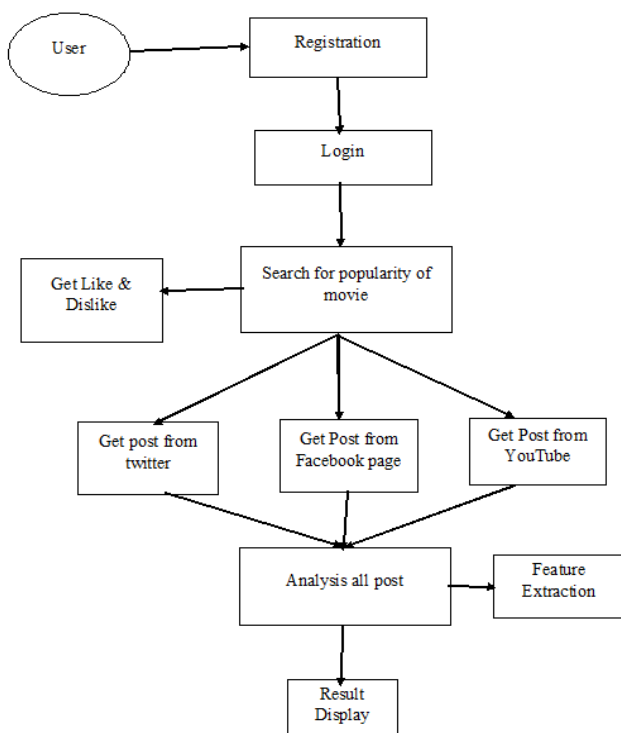 User
Registration
Login
Search for popularity of
movie
Get Like &
Dislike
Get post from
twitter
Get Post from
Facebook page
Get Post from
YouTube
Analysis all post
Feature
Extraction
Result
Display